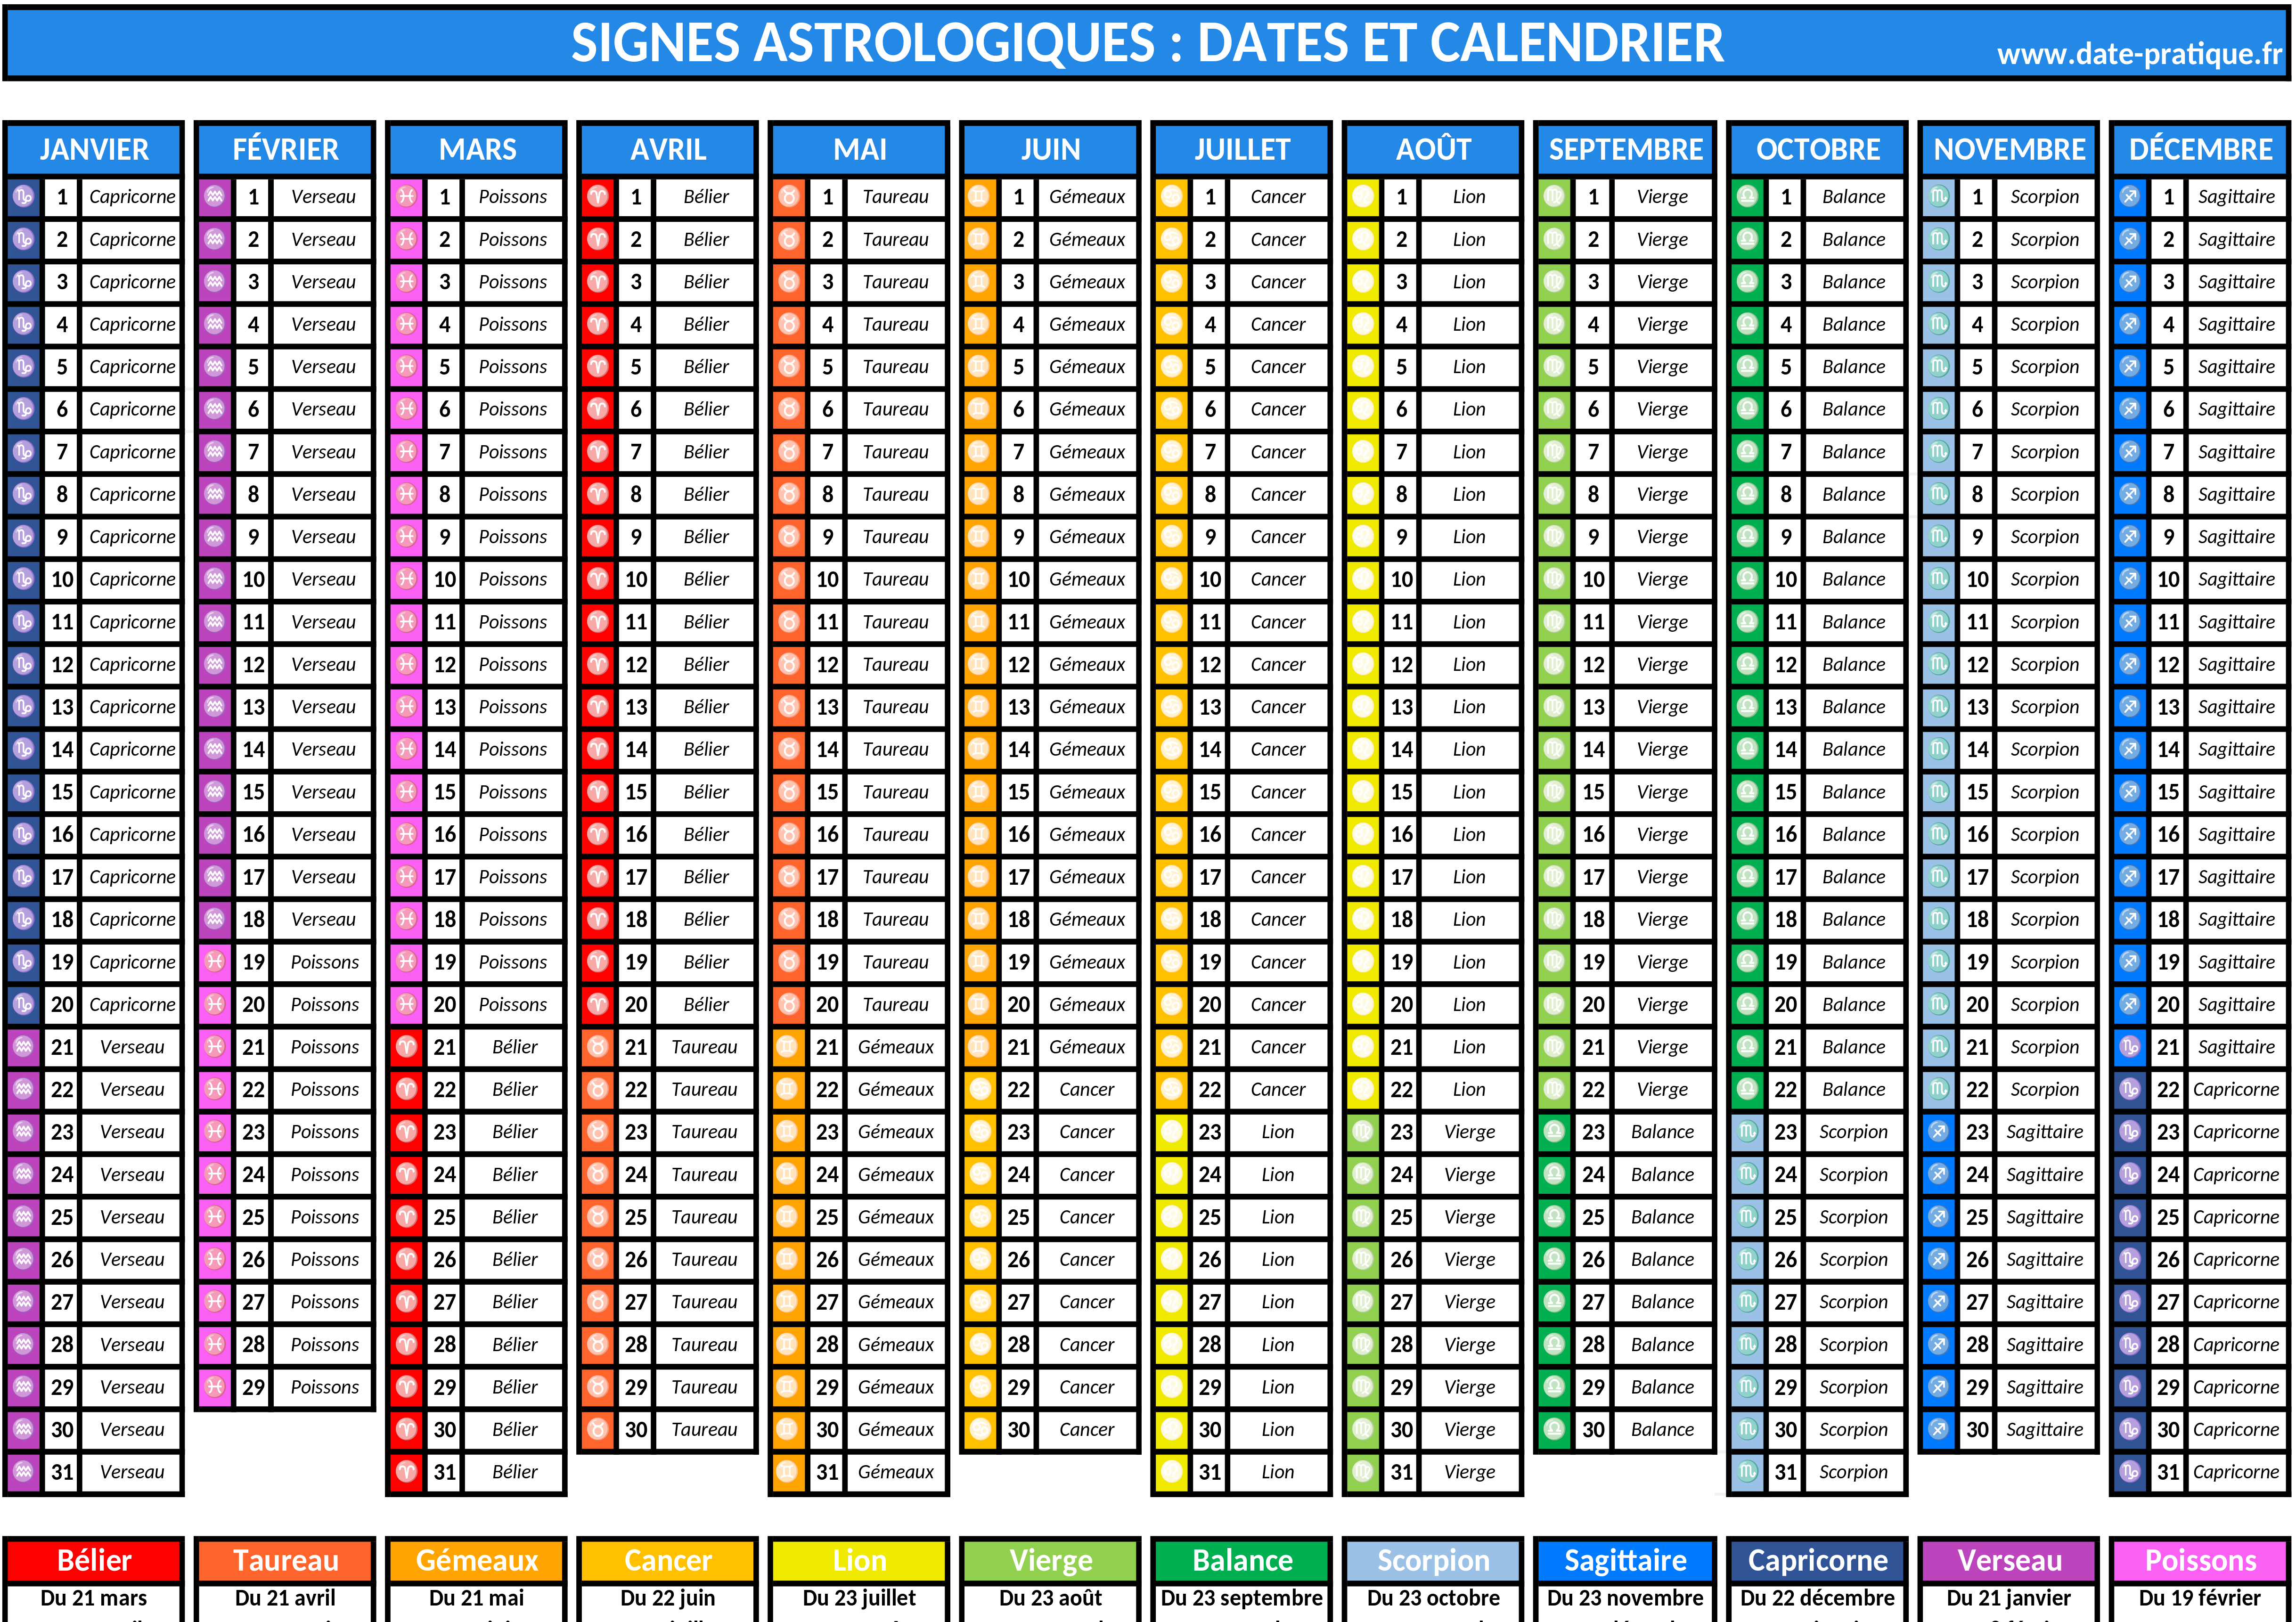 SIGNES ASTROLOGIQUES : DATES ET CALENDRIER www.date-pratique.fr
JANVIER FÉVRIER MARS AVRIL MAI JUIN JUILLET AOÛT SEPTEMBRE OCTOBRE NOVEMBRE DÉCEMBRE
1 Capricorne 1 Verseau 1 Poissons 1 Bélier 1 Taureau 1 Gémeaux 1 Cancer 1 Lion 1 Vierge 1 Balance 1 Scorpion 1 Sagittaire
2 Capricorne 2 Verseau 2 Poissons 2 Bélier 2 Taureau 2 Gémeaux 2 Cancer 2 Lion 2 Vierge 2 Balance 2 Scorpion 2 Sagittaire
3 Capricorne 3 Verseau 3 Poissons 3 Bélier 3 Taureau 3 Gémeaux 3 Cancer 3 Lion 3 Vierge 3 Balance 3 Scorpion 3 Sagittaire
4 Capricorne 4 Verseau 4 Poissons 4 Bélier 4 Taureau 4 Gémeaux 4 Cancer 4 Lion 4 Vierge 4 Balance 4 Scorpion 4 Sagittaire
5 Capricorne 5 Verseau 5 Poissons 5 Bélier 5 Taureau 5 Gémeaux 5 Cancer 5 Lion 5 Vierge 5 Balance 5 Scorpion 5 Sagittaire
6 Capricorne 6 Verseau 6 Poissons 6 Bélier 6 Taureau 6 Gémeaux 6 Cancer 6 Lion 6 Vierge 6 Balance 6 Scorpion 6 Sagittaire
7 Capricorne 7 Verseau 7 Poissons 7 Bélier 7 Taureau 7 Gémeaux 7 Cancer 7 Lion 7 Vierge 7 Balance 7 Scorpion 7 Sagittaire
8 Capricorne 8 Verseau 8 Poissons 8 Bélier 8 Taureau 8 Gémeaux 8 Cancer 8 Lion 8 Vierge 8 Balance 8 Scorpion 8 Sagittaire
9 Capricorne 9 Verseau 9 Poissons 9 Bélier 9 Taureau 9 Gémeaux 9 Cancer 9 Lion 9 Vierge 9 Balance 9 Scorpion 9 Sagittaire
10 Capricorne 10 Verseau 10 Poissons 10 Bélier 10 Taureau 10 Gémeaux 10 Cancer 10 Lion 10 Vierge 10 Balance 10 Scorpion 10 Sagittaire
11 Capricorne 11 Verseau 11 Poissons 11 Bélier 11 Taureau 11 Gémeaux 11 Cancer 11 Lion 11 Vierge 11 Balance 11 Scorpion 11 Sagittaire
12 Capricorne 12 Verseau 12 Poissons 12 Bélier 12 Taureau 12 Gémeaux 12 Cancer 12 Lion 12 Vierge 12 Balance 12 Scorpion 12 Sagittaire
13 Capricorne 13 Verseau 13 Poissons 13 Bélier 13 Taureau 13 Gémeaux 13 Cancer 13 Lion 13 Vierge 13 Balance 13 Scorpion 13 Sagittaire
14 Capricorne 14 Verseau 14 Poissons 14 Bélier 14 Taureau 14 Gémeaux 14 Cancer 14 Lion 14 Vierge 14 Balance 14 Scorpion 14 Sagittaire
15 Capricorne 15 Verseau 15 Poissons 15 Bélier 15 Taureau 15 Gémeaux 15 Cancer 15 Lion 15 Vierge 15 Balance 15 Scorpion 15 Sagittaire
16 Capricorne 16 Verseau 16 Poissons 16 Bélier 16 Taureau 16 Gémeaux 16 Cancer 16 Lion 16 Vierge 16 Balance 16 Scorpion 16 Sagittaire
17 Capricorne 17 Verseau 17 Poissons 17 Bélier 17 Taureau 17 Gémeaux 17 Cancer 17 Lion 17 Vierge 17 Balance 17 Scorpion 17 Sagittaire
18 Capricorne 18 Verseau 18 Poissons 18 Bélier 18 Taureau 18 Gémeaux 18 Cancer 18 Lion 18 Vierge 18 Balance 18 Scorpion 18 Sagittaire
19 Capricorne 19 Poissons 19 Poissons 19 Bélier 19 Taureau 19 Gémeaux 19 Cancer 19 Lion 19 Vierge 19 Balance 19 Scorpion 19 Sagittaire
20 Capricorne 20 Poissons 20 Poissons 20 Bélier 20 Taureau 20 Gémeaux 20 Cancer 20 Lion 20 Vierge 20 Balance 20 Scorpion 20 Sagittaire
21 Verseau 21 Poissons 21 Bélier 21 Taureau 21 Gémeaux 21 Gémeaux 21 Cancer 21 Lion 21 Vierge 21 Balance 21 Scorpion 21 Sagittaire
22 Verseau 22 Poissons 22 Bélier 22 Taureau 22 Gémeaux 22 Cancer 22 Cancer 22 Lion 22 Vierge 22 Balance 22 Scorpion 22 Capricorne
23 Verseau 23 Poissons 23 Bélier 23 Taureau 23 Gémeaux 23 Cancer 23 Lion 23 Vierge 23 Balance 23 Scorpion 23 Sagittaire 23 Capricorne
24 Verseau 24 Poissons 24 Bélier 24 Taureau 24 Gémeaux 24 Cancer 24 Lion 24 Vierge 24 Balance 24 Scorpion 24 Sagittaire 24 Capricorne
25 Verseau 25 Poissons 25 Bélier 25 Taureau 25 Gémeaux 25 Cancer 25 Lion 25 Vierge 25 Balance 25 Scorpion 25 Sagittaire 25 Capricorne
26 Verseau 26 Poissons 26 Bélier 26 Taureau 26 Gémeaux 26 Cancer 26 Lion 26 Vierge 26 Balance 26 Scorpion 26 Sagittaire 26 Capricorne
27 Verseau 27 Poissons 27 Bélier 27 Taureau 27 Gémeaux 27 Cancer 27 Lion 27 Vierge 27 Balance 27 Scorpion 27 Sagittaire 27 Capricorne
28 Verseau 28 Poissons 28 Bélier 28 Taureau 28 Gémeaux 28 Cancer 28 Lion 28 Vierge 28 Balance 28 Scorpion 28 Sagittaire 28 Capricorne
29 Verseau 29 Poissons 29 Bélier 29 Taureau 29 Gémeaux 29 Cancer 29 Lion 29 Vierge 29 Balance 29 Scorpion 29 Sagittaire 29 Capricorne
30 Verseau 30 Bélier 30 Taureau 30 Gémeaux 30 Cancer 30 Lion 30 Vierge 30 Balance 30 Scorpion 30 Sagittaire 30 Capricorne
31 Verseau 31 Bélier 31 Gémeaux 31 Lion 31 Vierge 31 Scorpion 31 Capricorne
Bélier Taureau Gémeaux Cancer Lion Vierge Balance Scorpion Sagittaire Capricorne Verseau Poissons
Du 21 mars Du 21 avril Du 21 mai Du 22 juin Du 23 juillet Du 23 août Du 23 septembre Du 23 octobre Du 23 novembre Du 22 décembre Du 21 janvier Du 19 février